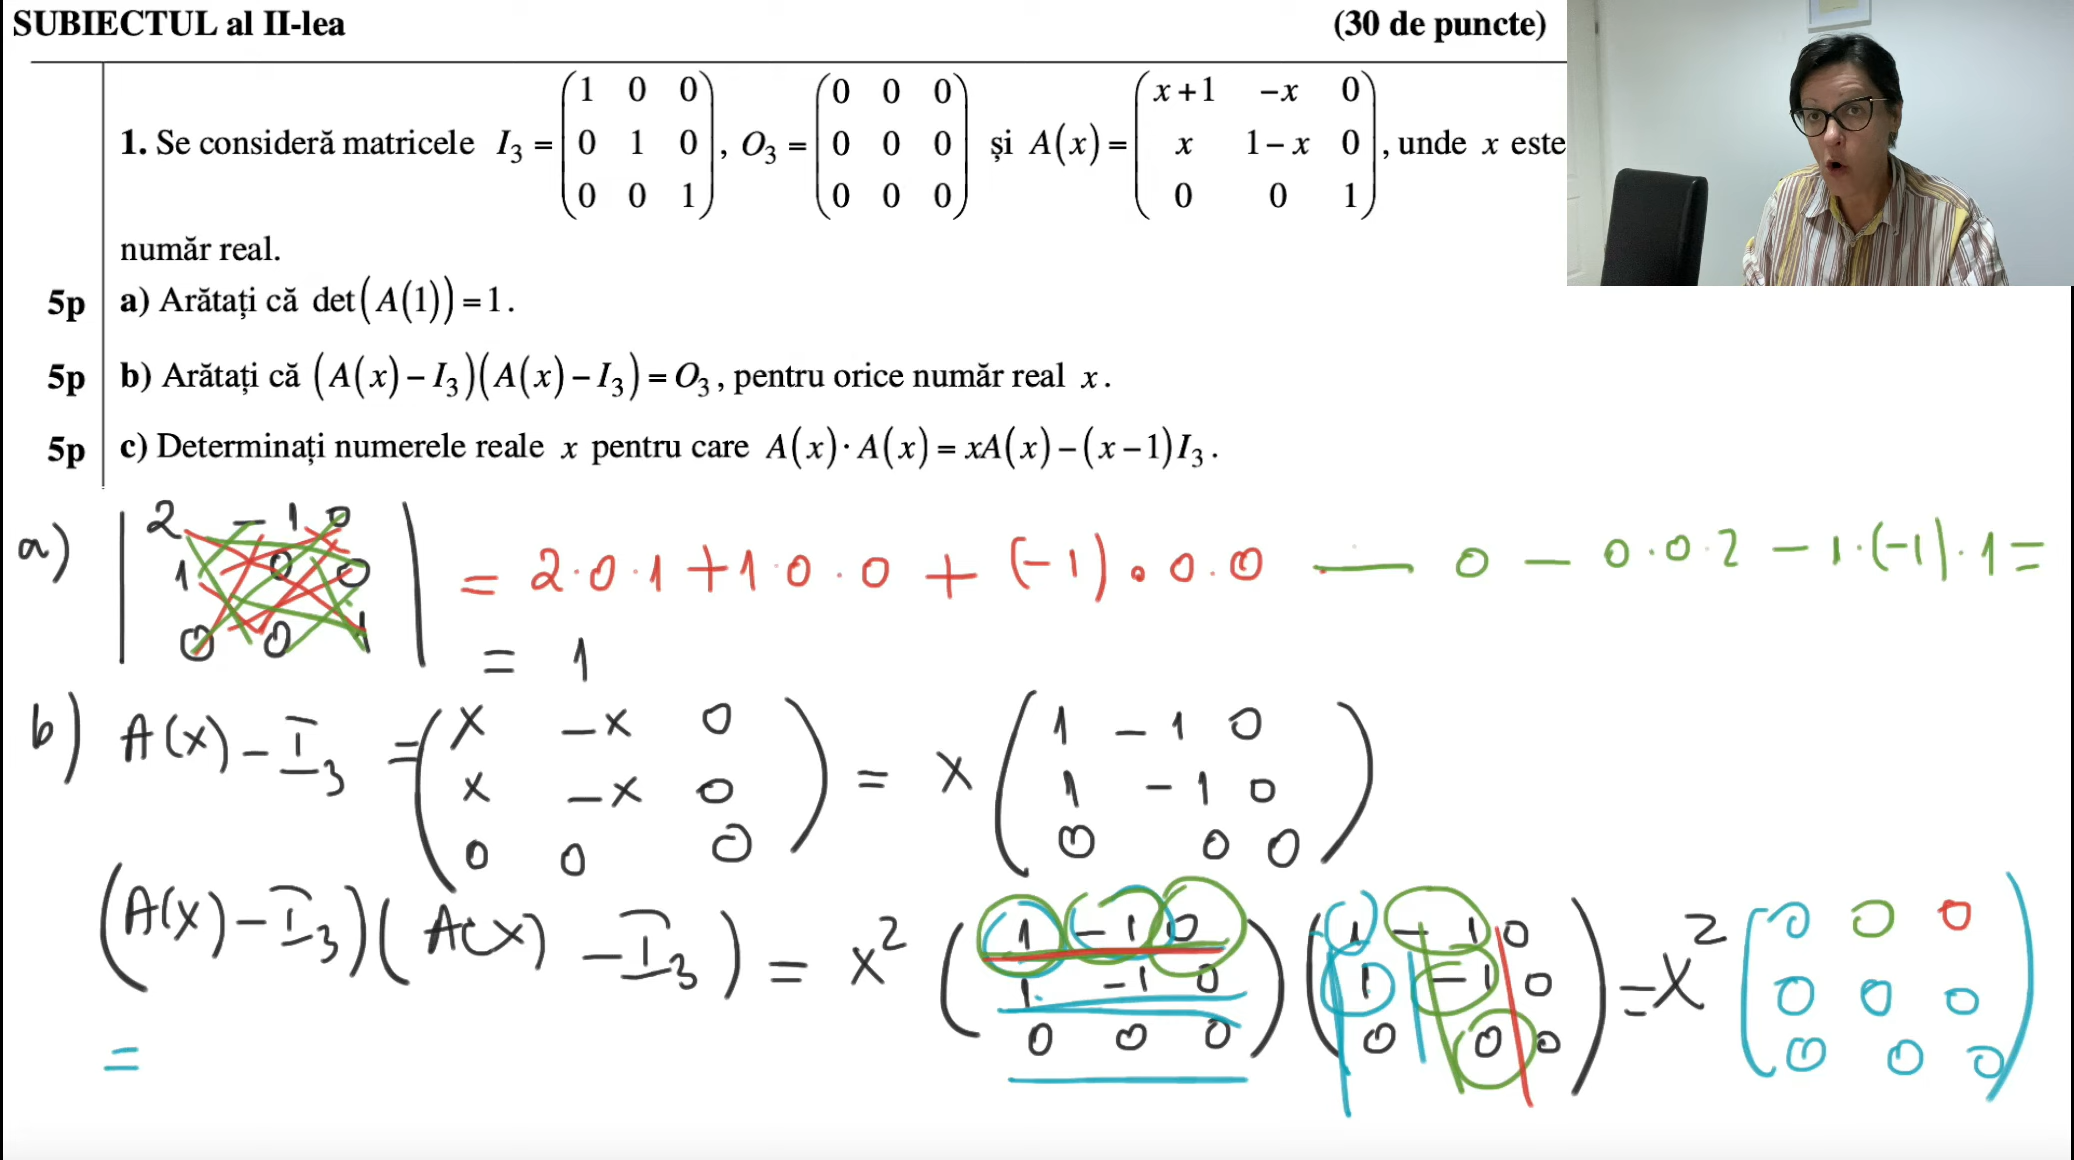 SUBIECTUL al II-lea (30 de puncte)
1. Se consideră matricele I₃ = (1 0 0; 0 1 0; 0 0 1), O₃ = (0 0 0; 0 0 0; 0 0 0) și A(x) = (x+1 −x 0; x 1−x 0; 0 0 1), unde x este
număr real.
5p a) Arătați că det(A(1)) = 1.
5p b) Arătați că (A(x) − I₃)(A(x) − I₃) = O₃, pentru orice număr real x.
5p c) Determinați numerele reale x pentru care A(x)·A(x) = xA(x) − (x−1)I₃.
a) |2 −1 0; 1 0 0; 0 0 1| = 2·0·1 + 1·0·0 + (−1)·0·0 − 0 − 0·0·2 − 1·(−1)·1 =
= 1
b) A(x) − I₃ = (x −x 0; x −x 0; 0 0 0) = x (1 −1 0; 1 −1 0; 0 0 0)
(A(x) − I₃)(A(x) − I₃) = x² (1 −1 0; 1 −1 0; 0 0 0)(1 −1 0; 1 −1 0; 0 0 0) = x² (0 0 0; 0 0 0; 0 0 0)
=